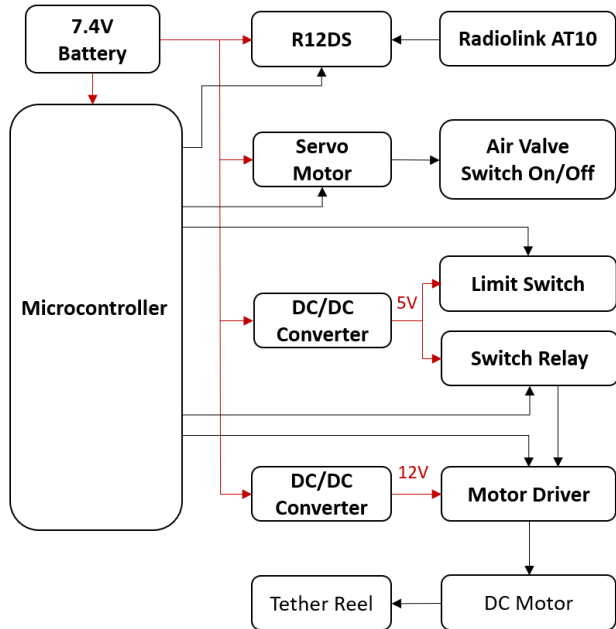 7.4V
Battery
R12DS
Radiolink AT10
Servo
Motor
Air Valve
Switch On/Off
Microcontroller
DC/DC
Converter
5V
Limit Switch
Switch Relay
DC/DC
Converter
12V
Motor Driver
Tether Reel
DC Motor